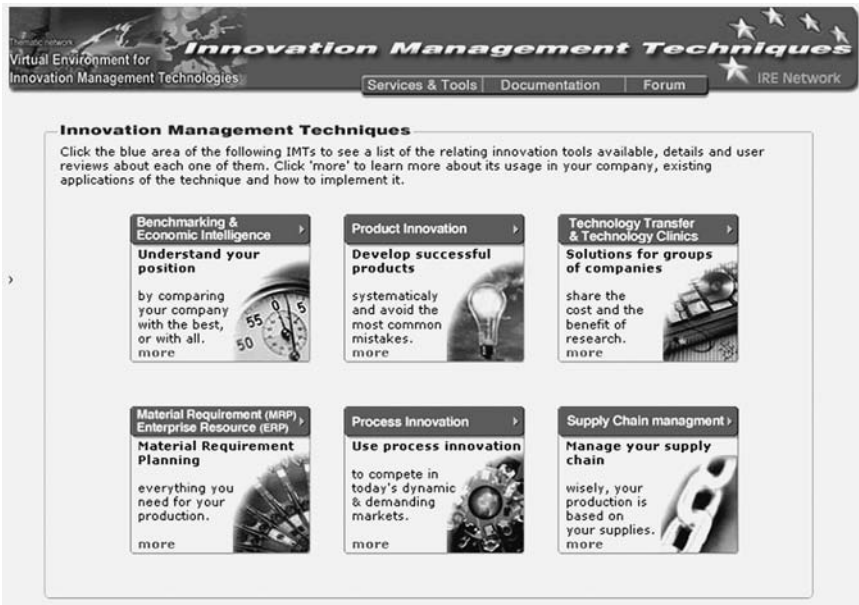 Thematic network
Virtual Environment for
Innovation Management Technologies
Innovation Management Techniques
IRE Network
Services & Tools
Documentation
Forum
Innovation Management Techniques
Click the blue area of the following IMTs to see a list of the relating innovation tools available, details and user
reviews about each one of them. Click 'more' to learn more about its usage in your company, existing
applications of the technique and how to implement it.
Benchmarking &
Economic Intelligence
Understand your
position
by comparing
your company
with the best,
or with all.
more
55
0
5
50
Product Innovation
Develop successful
products
systematicaly
and avoid the
most common
mistakes.
more
Technology Transfer
& Technology Clinics
Solutions for groups
of companies
share the
cost and the
benefit of
research.
more
Material Requirement (MRP)
Enterprise Resource (ERP)
Material Requirement
Planning
everything you
need for your
production.
more
Process Innovation
Use process innovation
to compete in
today's dynamic
& demanding
markets.
more
Supply Chain managment
Manage your supply
chain
wisely, your
production is
based on
your supplies.
more